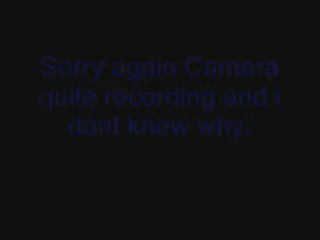 Sorry again Camera
quite recording and i
dont know why.